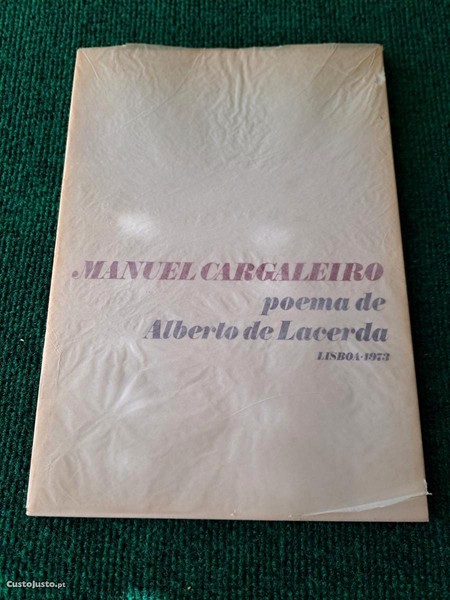 MANUEL CARGALEIRO
poema de
Alberto de Lacerda
LISBOA-1973
CustoJusto.pt